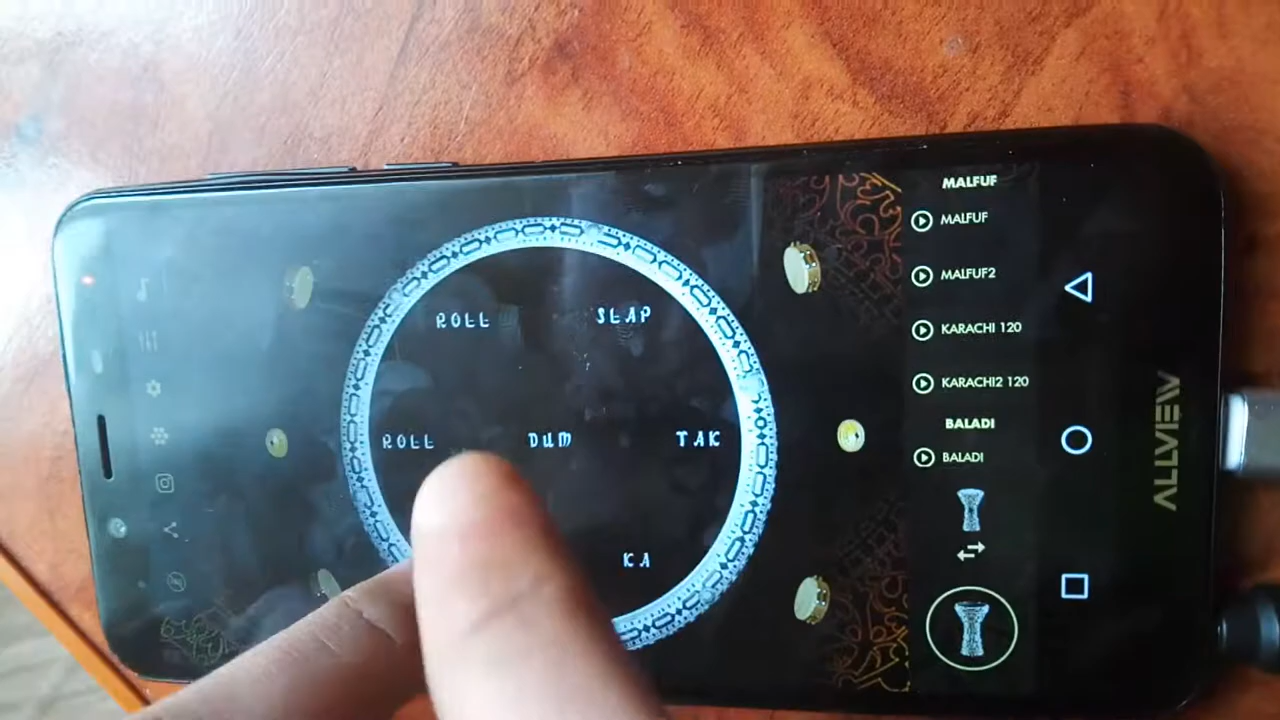 ROLL
SLAP
ROLL
DUM
TAK
KA
MALFUF
MALFUF
MALFUF2
KARACHI 120
KARACHI2 120
BALADI
BALADI
ALLVIEW